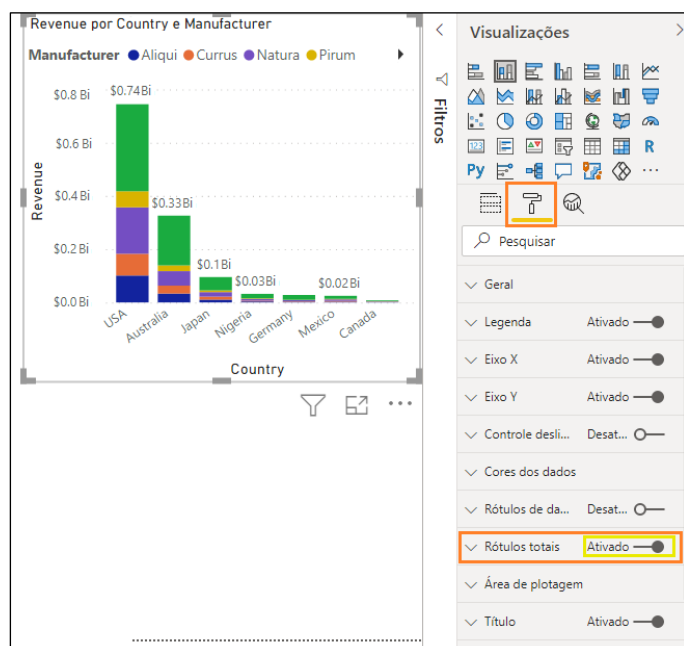 Revenue por Country e Manufacturer
Manufacturer Aliqui Currus Natura Pirum
$0.8 Bi
$0.6 Bi
$0.4 Bi
$0.2 Bi
$0.0 Bi
Revenue
$0.74Bi
$0.33Bi
$0.1Bi
$0.03Bi
$0.02Bi
USA
Australia
Japan
Nigeria
Germany
Mexico
Canada
Country
Filtros
Visualizações
123
R
Py
Pesquisar
Geral
Legenda Ativado
Eixo X Ativado
Eixo Y Ativado
Controle desli... Desat...
Cores dos dados
Rótulos de da... Desat...
Rótulos totais Ativado
Área de plotagem
Título Ativado